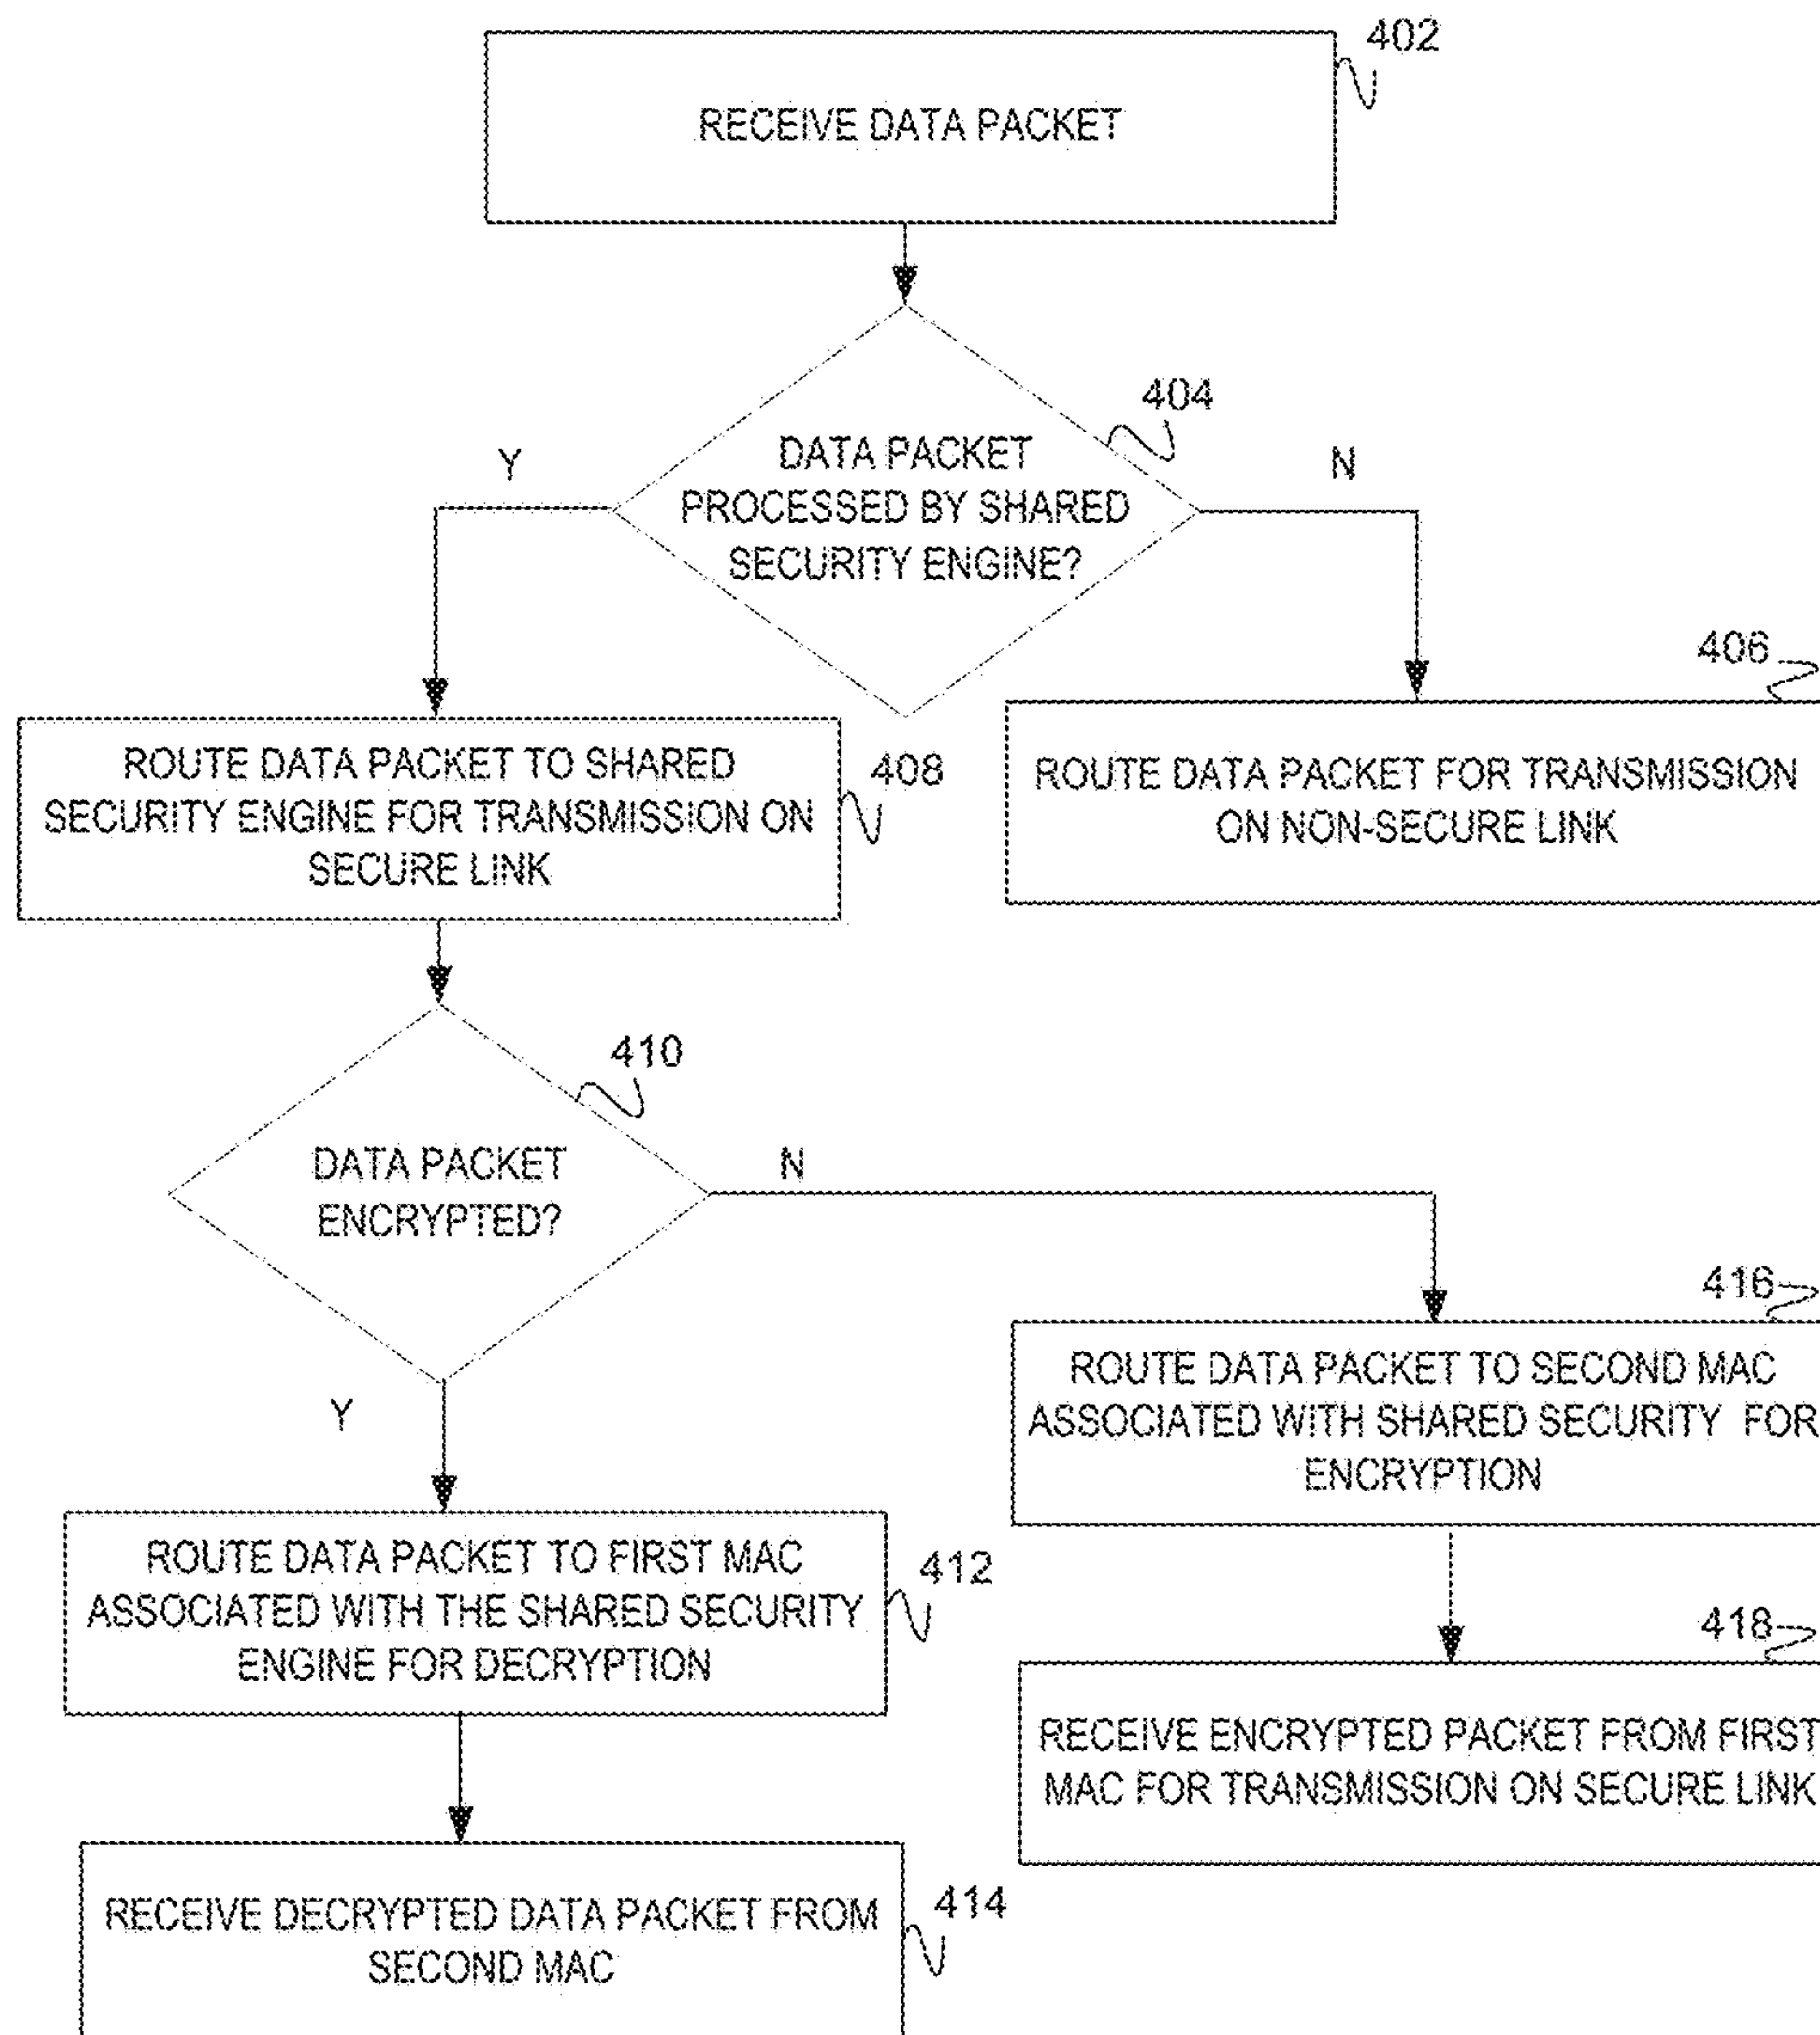 402
RECEIVE DATA PACKET
404
DATA PACKET
PROCESSED BY SHARED
SECURITY ENGINE?
Y
N
406
ROUTE DATA PACKET FOR TRANSMISSION
ON NON-SECURE LINK
408
ROUTE DATA PACKET TO SHARED
SECURITY ENGINE FOR TRANSMISSION ON
SECURE LINK
410
DATA PACKET
ENCRYPTED?
N
Y
416
ROUTE DATA PACKET TO SECOND MAC
ASSOCIATED WITH SHARED SECURITY FOR
ENCRYPTION
412
ROUTE DATA PACKET TO FIRST MAC
ASSOCIATED WITH THE SHARED SECURITY
ENGINE FOR DECRYPTION
418
RECEIVE ENCRYPTED PACKET FROM FIRST
MAC FOR TRANSMISSION ON SECURE LINK
414
RECEIVE DECRYPTED DATA PACKET FROM
SECOND MAC